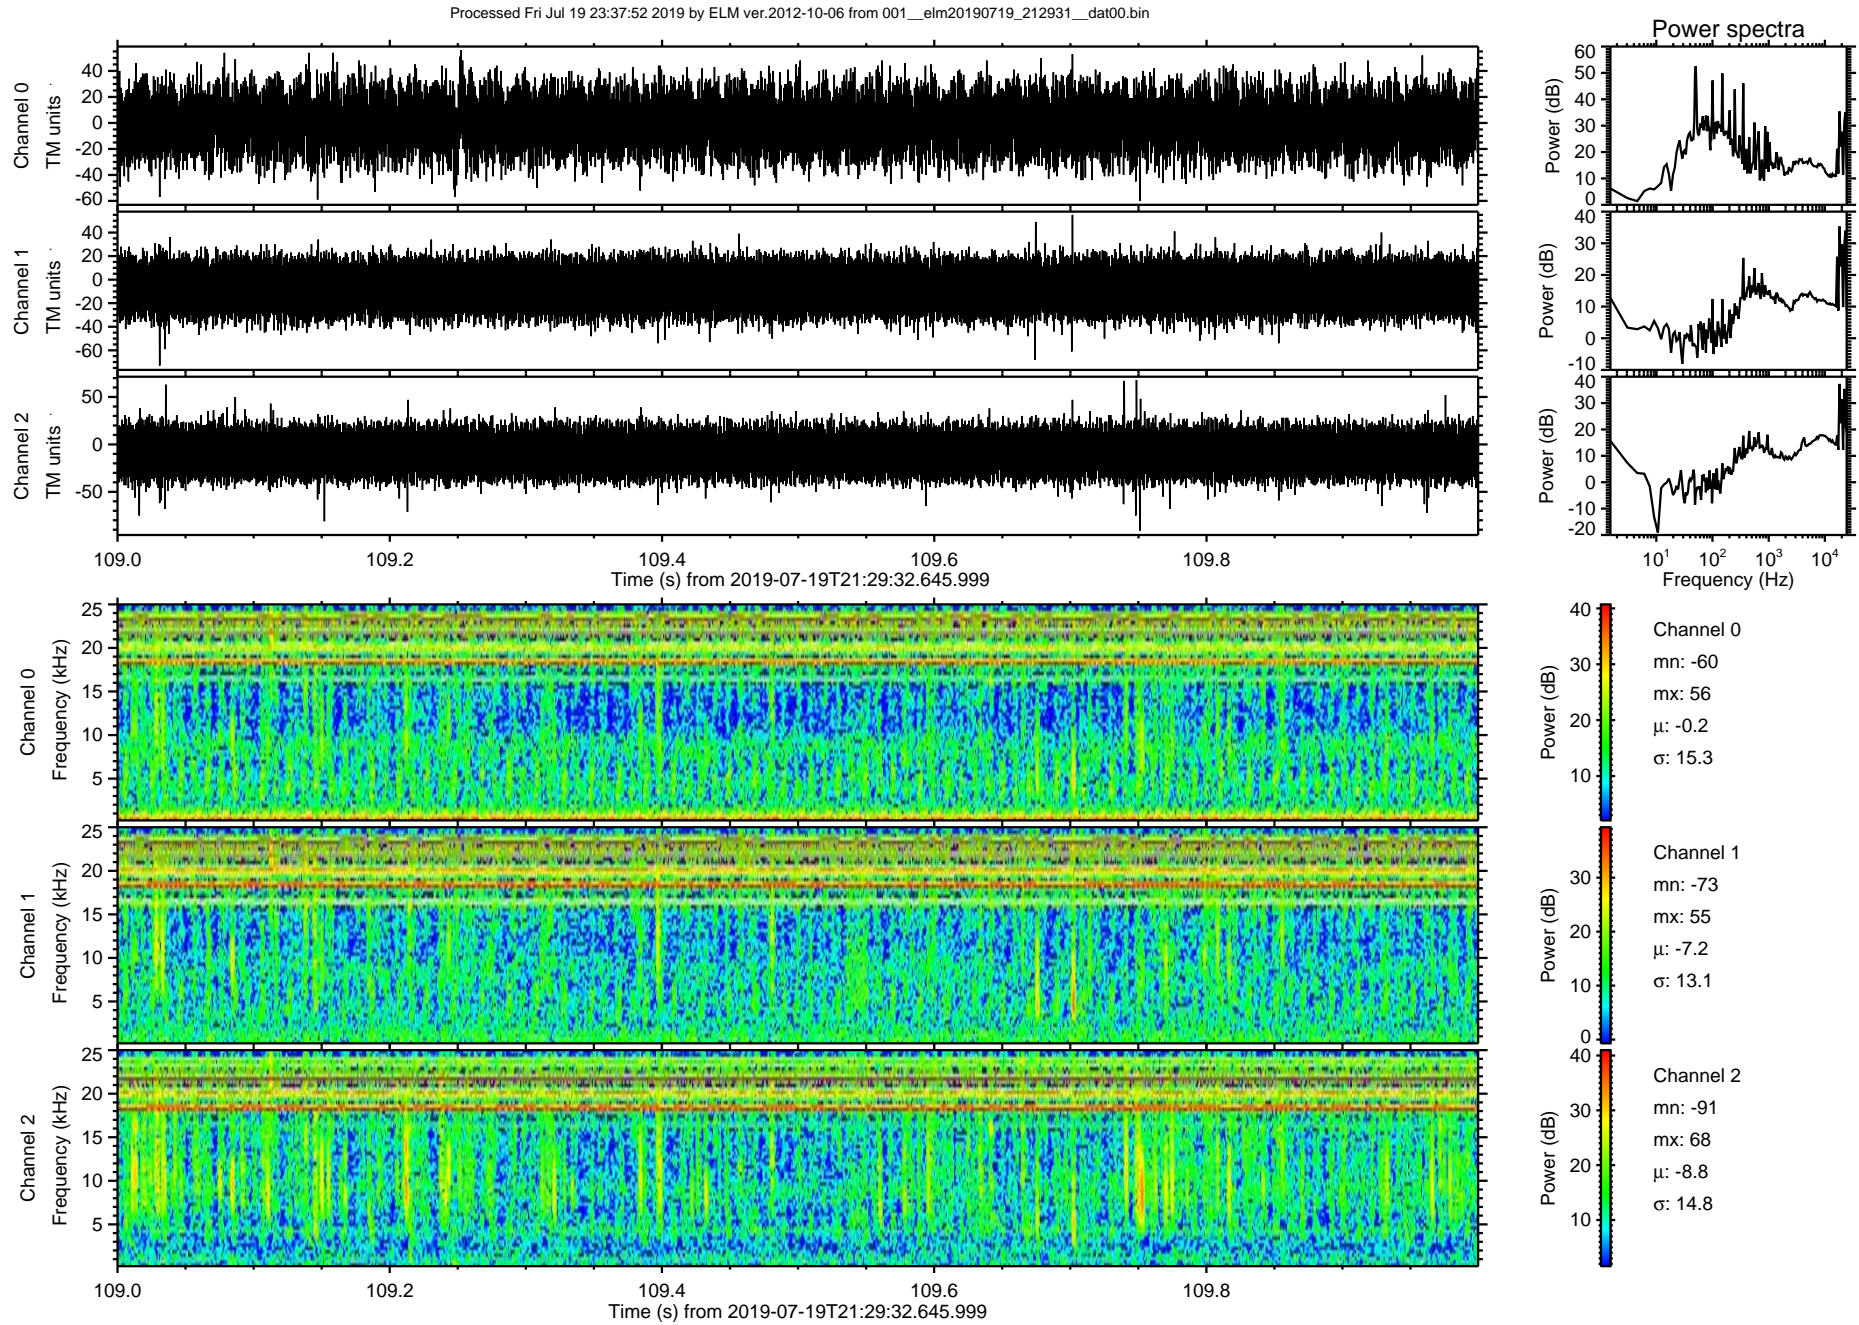 Processed Fri Jul 19 23:37:52 2019 by ELM ver.2012-10-06 from 001__elm20190719_212931__dat00.bin
Power spectra
Channel 0
TM units
40
20
0
-20
-40
-60
Power (dB)
60
50
40
30
20
10
0
Channel 1
TM units
40
20
0
-20
-40
-60
Power (dB)
40
30
20
10
0
-10
Channel 2
TM units
50
0
-50
Power (dB)
40
30
20
10
0
-10
-20
109.0 109.2 109.4 109.6 109.8
Time (s) from 2019-07-19T21:29:32.645.999
10^1 10^2 10^3 10^4
Frequency (Hz)
Channel 0
Frequency (kHz)
25
20
15
10
5
Power (dB)
40
30
20
10
Channel 0
mn: -60
mx: 56
μ: -0.2
σ: 15.3
Channel 1
Frequency (kHz)
25
20
15
10
5
Power (dB)
30
20
10
0
Channel 1
mn: -73
mx: 55
μ: -7.2
σ: 13.1
Channel 2
Frequency (kHz)
25
20
15
10
5
Power (dB)
40
30
20
10
Channel 2
mn: -91
mx: 68
μ: -8.8
σ: 14.8
109.0 109.2 109.4 109.6 109.8
Time (s) from 2019-07-19T21:29:32.645.999